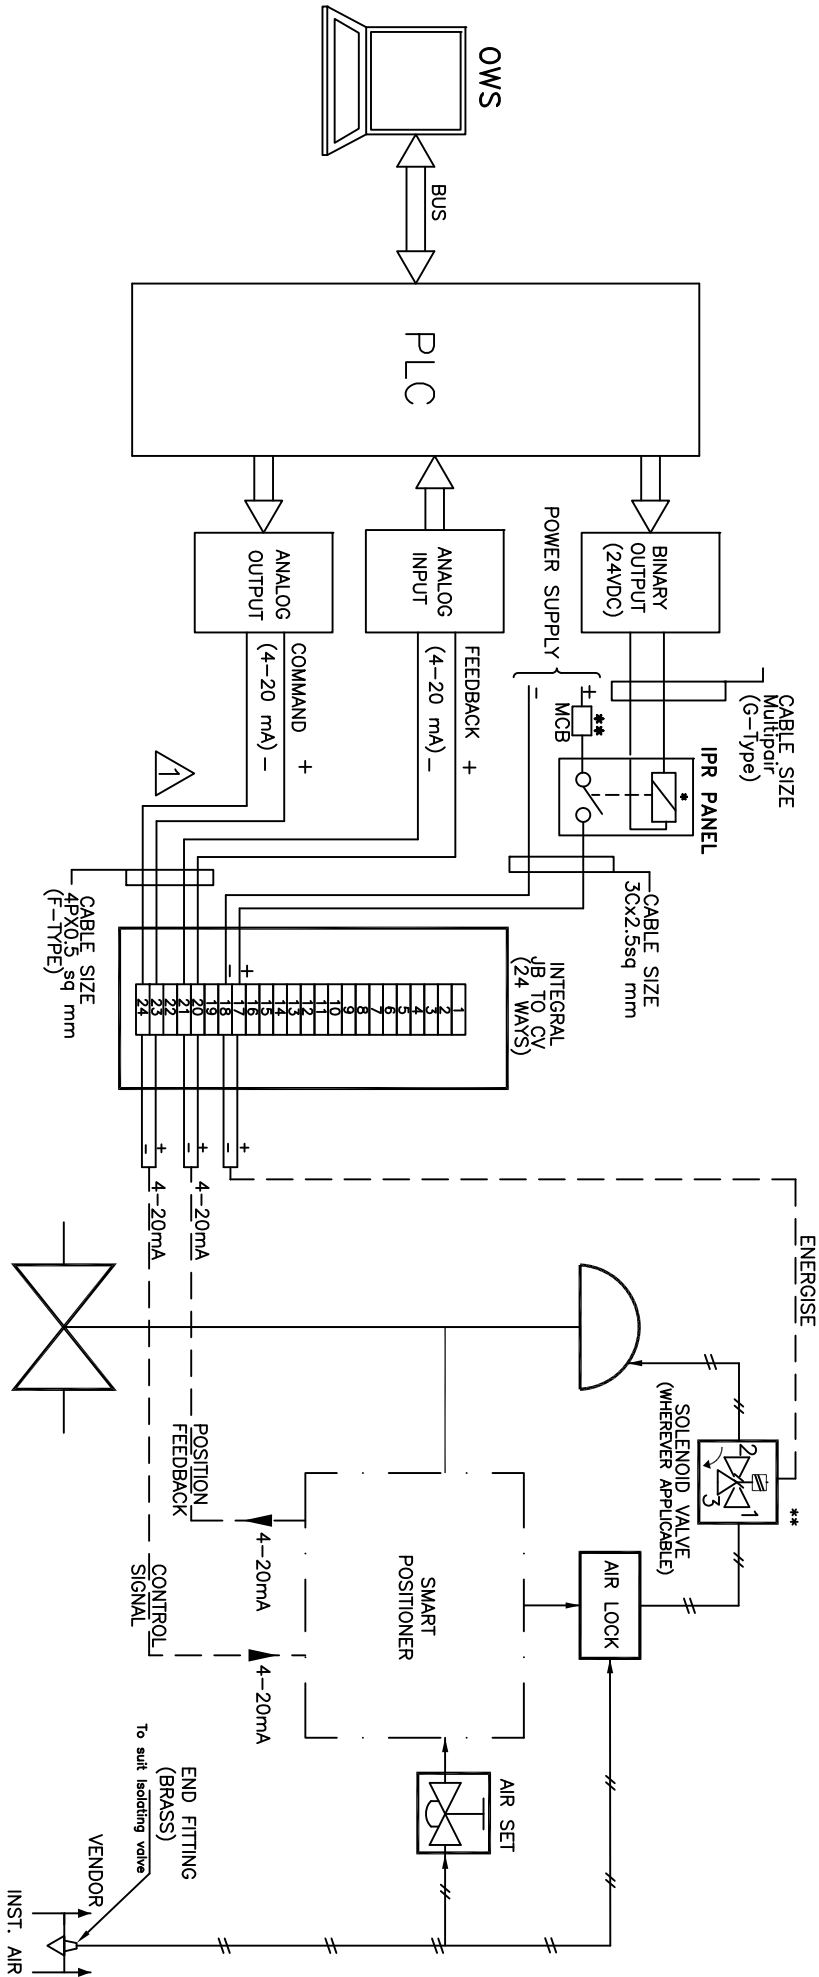 OWS
BUS
PLC
BINARY
OUTPUT
(24VDC)
ANALOG
INPUT
ANALOG
OUTPUT
POWER SUPPLY
+
-
**
MCB
CABLE SIZE
Multipair
(G-Type)
IPR PANEL
*
FEEDBACK +
(4-20 mA) -
COMMAND +
(4-20 mA) -
1
CABLE SIZE
3Cx2.5sq mm
CABLE SIZE
4PX0.5 sq mm
(F-TYPE)
INTEGRAL
JB TO CV
(24 WAYS)
+
-
1
2
3
4
5
6
7
8
9
10
11
12
13
14
15
16
17
18
19
20
21
22
23
24
+
-
+
-
+
-
4-20mA
4-20mA
ENERGISE
SOLENOID VALVE
(WHEREVER APPLICABLE)
2
1
3
**
POSITION
FEEDBACK
4-20mA
CONTROL
SIGNAL
4-20mA
SMART
POSITIONER
AIR LOCK
AIR SET
END FITTING
(BRASS)
To suit Isolating valve
VENDOR
INST. AIR